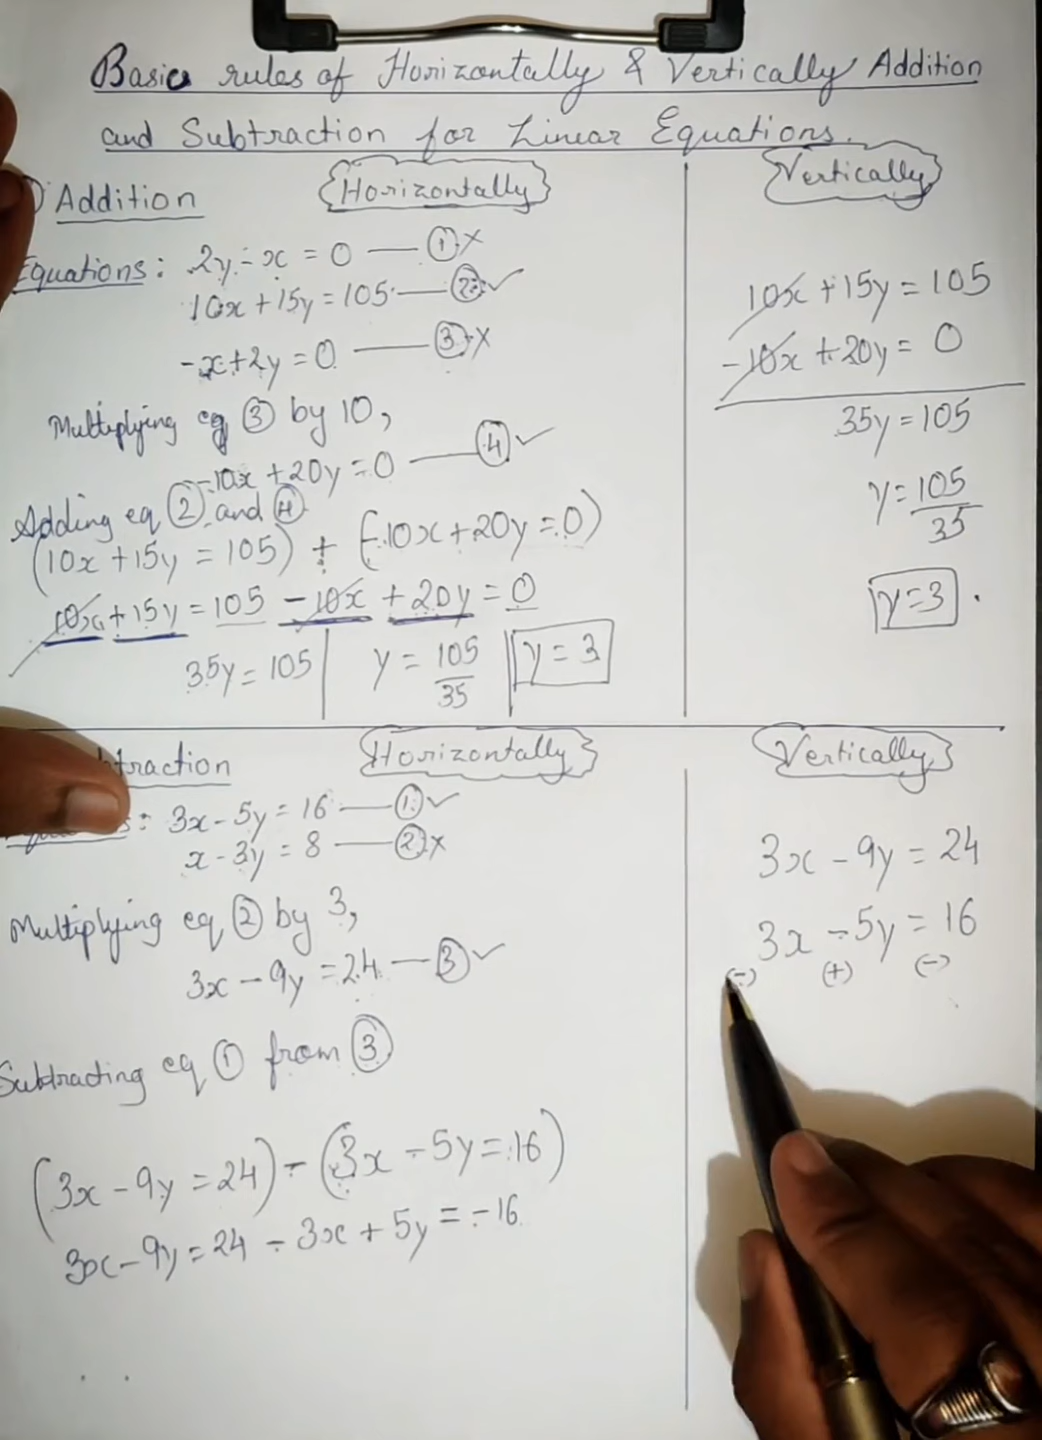 Basic rules of Horizontally & Vertically Addition
and Subtraction for Linear Equations.
) Addition
Horizontally
Equations: 2y - x = 0 — ① ×
10x + 15y = 105 — ② ✓
-x + 2y = 0 — ③ ×
Multiplying eq ③ by 10,
-10x + 20y = 0 — ④ ✓
Adding eq ② and ④
(10x + 15y = 105) + (-10x + 20y = 0)
10x + 15y = 105 - 10x + 20y = 0
35y = 105 | y = 105/35 | y = 3
Vertically
10x + 15y = 105
-10x + 20y = 0
35y = 105
y = 105/35
y = 3.
traction
Horizontally
: 3x - 5y = 16 — ① ✓
x - 3y = 8 — ② ×
Multiplying eq ② by 3,
3x - 9y = 24 — ③ ✓
Subtracting eq ① from ③
(3x - 9y = 24) - (3x - 5y = 16)
3x - 9y = 24 - 3x + 5y = -16
Vertically
3x - 9y = 24
3x - 5y = 16
(-) (+) (-)